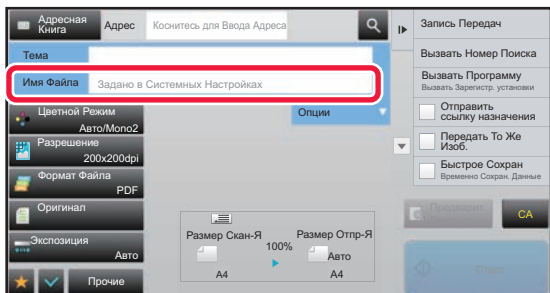 Адресная
Книга
Адрес
Коснитесь для Ввода Адреса
Запись Передач
Тема
Вызвать Номер Поиска
Имя Файла
Задано в Системных Настройках
Вызвать Программу
Вызвать Зарегистр. установки
Цветной Режим
Авто/Mono2
Опции
Отправить
ссылку назначения
Разрешение
200x200dpi
Передать То Же
Изоб.
Формат Файла
PDF
Быстрое Сохран
Временно Сохран. Данные
Оригинал
Предварит.
CA
Размер Скан-Я
100%
Размер Отпр-Я
Экспозиция
Авто
Авто
A4
A4
Прочие
Старт